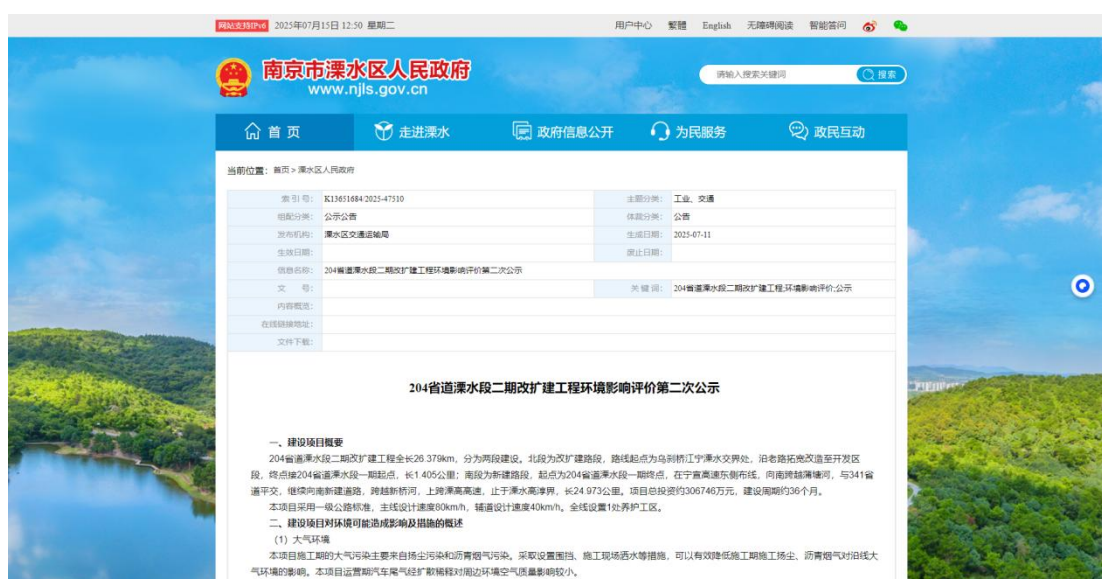 网站支持IPv6 2025年07月15日 12:50 星期二 用户中心 繁體 English 无障碍阅读 智能答问
南京市溧水区人民政府
www.njls.gov.cn
请输入搜索关键词 搜索
首 页 走进溧水 政府信息公开 为民服务 政民互动
当前位置：首页 > 溧水区人民政府
索 引 号： K13651684/2025-47510 主题分类： 工业、交通
组配分类： 公示公告 体裁分类： 公告
发布机构： 溧水区交通运输局 生成日期： 2025-07-11
生效日期： 废止日期：
信息名称： 204省道溧水段二期改扩建工程环境影响评价第二次公示
文 号： 关 键 词： 204省道溧水段二期改扩建工程;环境影响评价;公示
内容概览：
在线链接地址：
文件下载：
204省道溧水段二期改扩建工程环境影响评价第二次公示
一、建设项目概要
204省道溧水段二期改扩建工程全长26.379km，分为两段建设。北段为改扩建路段，路线起点为乌刹桥江宁溧水交界处，沿老路拓宽改造至开发区
段，终点接204省道溧水段一期起点，长1.405公里；南段为新建路段，起点为204省道溧水段一期终点，在宁宣高速东侧布线，向南跨越蒲塘河，与341省
道平交，继续向南新建道路，跨越新桥河，上跨溧高高速，止于溧水高淳界，长24.973公里。项目总投资约306746万元，建设周期约36个月。
本项目采用一级公路标准，主线设计速度80km/h，辅道设计速度40km/h。全线设置1处养护工区。
二、建设项目对环境可能造成影响及措施的概述
（1）大气环境
本项目施工期的大气污染主要来自扬尘污染和沥青烟气污染。采取设置围挡、施工现场洒水等措施，可以有效降低施工期施工扬尘、沥青烟气对沿线大
气环境的影响。本项目运营期汽车尾气经扩散稀释对周边环境空气质量影响较小。